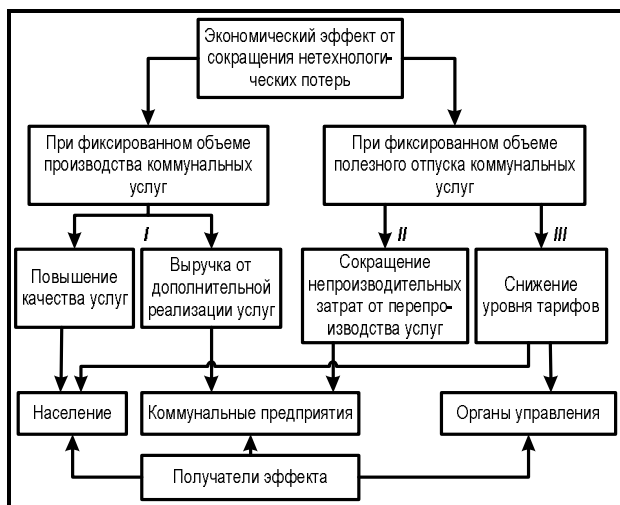 Экономический эффект от
сокращения нетехнологи-
ческих потерь
При фиксированном объеме
производства коммунальных
услуг
При фиксированном объеме
полезного отпуска коммунальных
услуг
I
II
III
Повышение
качества услуг
Выручка от
дополнительной
реализации услуг
Сокращение
непроизводительных
затрат от перепро-
изводства услуг
Снижение
уровня тарифов
Население
Коммунальные предприятия
Органы управления
Получатели эффекта